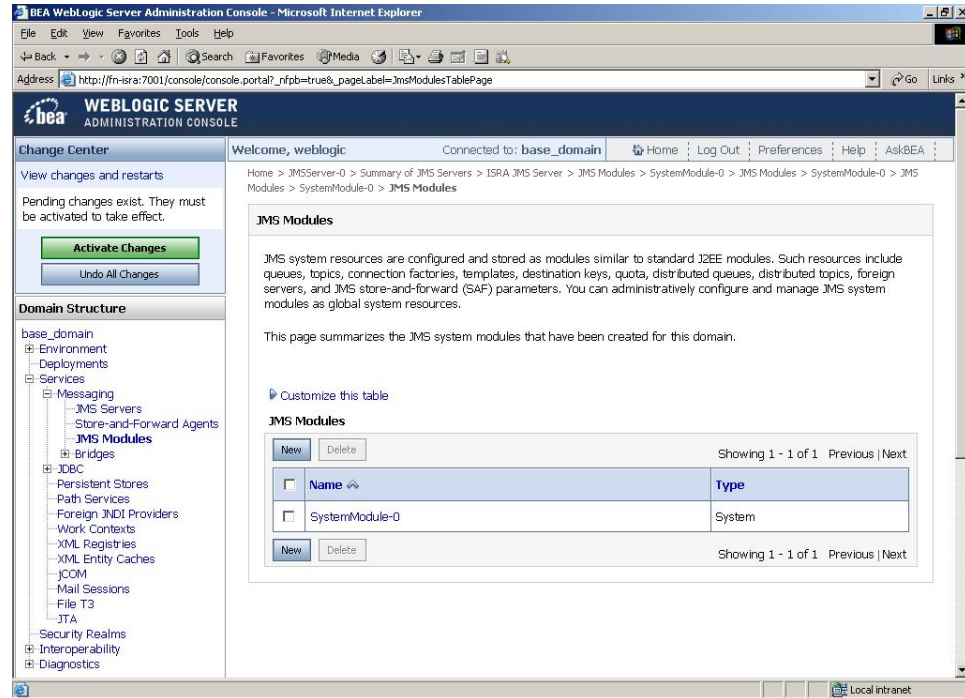 BEA WebLogic Server Administration Console - Microsoft Internet Explorer
File Edit View Favorites Tools Help
Back Search Favorites Media
Address http://fn-isra:7001/console/console.portal?_nfpb=true&_pageLabel=JmsModulesTablePage Go Links
bea WEBLOGIC SERVER
ADMINISTRATION CONSOLE
Change Center
View changes and restarts
Pending changes exist. They must
be activated to take effect.
Activate Changes
Undo All Changes
Domain Structure
base_domain
Environment
Deployments
Services
Messaging
JMS Servers
Store-and-Forward Agents
JMS Modules
Bridges
JDBC
Persistent Stores
Path Services
Foreign JNDI Providers
Work Contexts
XML Registries
XML Entity Caches
jCOM
Mail Sessions
File T3
JTA
Security Realms
Interoperability
Diagnostics
Welcome, weblogic Connected to: base_domain Home Log Out Preferences Help AskBEA
Home > JMSServer-0 > Summary of JMS Servers > ISRA JMS Server > JMS Modules > SystemModule-0 > JMS Modules > SystemModule-0 > JMS
Modules > SystemModule-0 > JMS Modules
JMS Modules
JMS system resources are configured and stored as modules similar to standard J2EE modules. Such resources include
queues, topics, connection factories, templates, destination keys, quota, distributed queues, distributed topics, foreign
servers, and JMS store-and-forward (SAF) parameters. You can administratively configure and manage JMS system
modules as global system resources.
This page summarizes the JMS system modules that have been created for this domain.
Customize this table
JMS Modules
New Delete Showing 1 - 1 of 1 Previous | Next
Name Type
SystemModule-0 System
New Delete Showing 1 - 1 of 1 Previous | Next
Local intranet